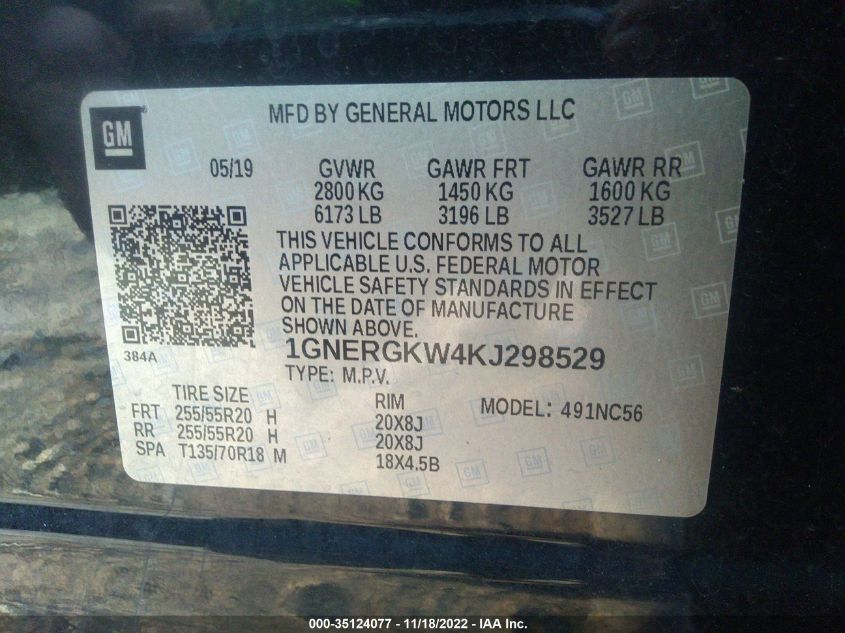 MFD BY GENERAL MOTORS LLC
GM
05/19 GVWR GAWR FRT GAWR RR
2800 KG 1450 KG 1600 KG
6173 LB 3196 LB 3527 LB
THIS VEHICLE CONFORMS TO ALL
APPLICABLE U.S. FEDERAL MOTOR
VEHICLE SAFETY STANDARDS IN EFFECT
ON THE DATE OF MANUFACTURE
SHOWN ABOVE.
384A
1GNERGKW4KJ298529
TYPE: M.P.V.
TIRE SIZE RIM MODEL: 491NC56
FRT 255/55R20 H 20X8J
RR 255/55R20 H 20X8J
SPA T135/70R18 M 18X4.5B
000-35124077 - 11/18/2022 - IAA Inc.